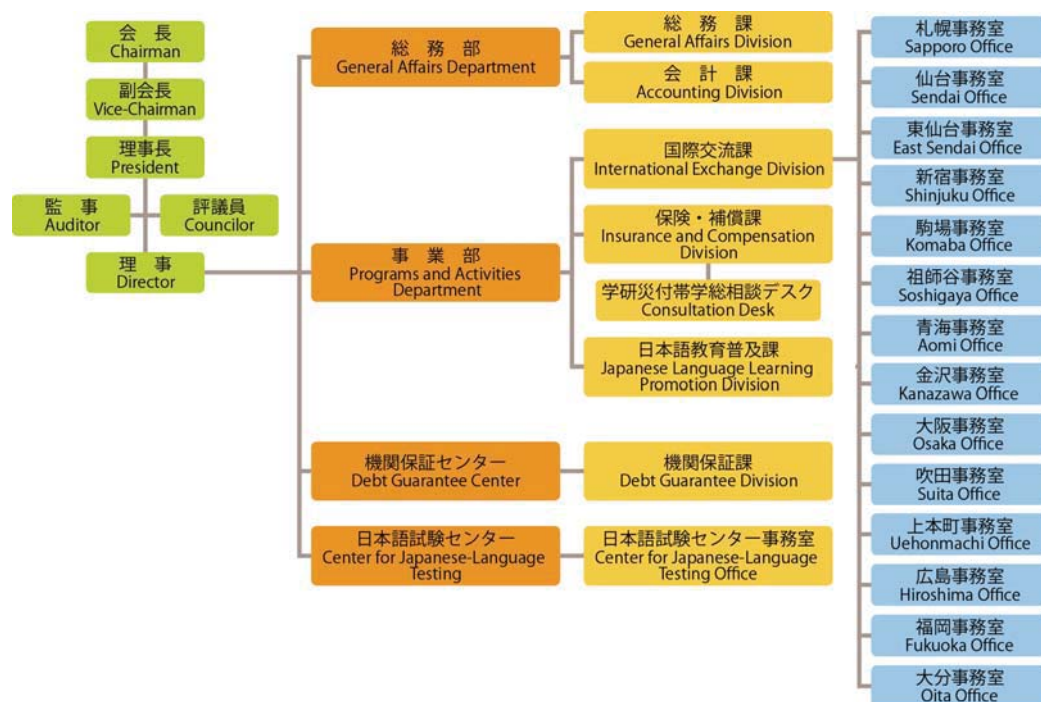 会 長
Chairman
副会長
Vice-Chairman
理事長
President
監 事
Auditor
評議員
Councilor
理 事
Director
総 務 部
General Affairs Department
事 業 部
Programs and Activities
Department
機関保証センター
Debt Guarantee Center
日本語試験センター
Center for Japanese-Language
Testing
総 務 課
General Affairs Division
会 計 課
Accounting Division
国際交流課
International Exchange Division
保険・補償課
Insurance and Compensation
Division
学研災付帯学総相談デスク
Consultation Desk
日本語教育普及課
Japanese Language Learning
Promotion Division
機関保証課
Debt Guarantee Division
日本語試験センター事務室
Center for Japanese-Language
Testing Office
札幌事務室
Sapporo Office
仙台事務室
Sendai Office
東仙台事務室
East Sendai Office
新宿事務室
Shinjuku Office
駒場事務室
Komaba Office
祖師谷事務室
Soshigaya Office
青海事務室
Aomi Office
金沢事務室
Kanazawa Office
大阪事務室
Osaka Office
吹田事務室
Suita Office
上本町事務室
Uehonmachi Office
広島事務室
Hiroshima Office
福岡事務室
Fukuoka Office
大分事務室
Oita Office